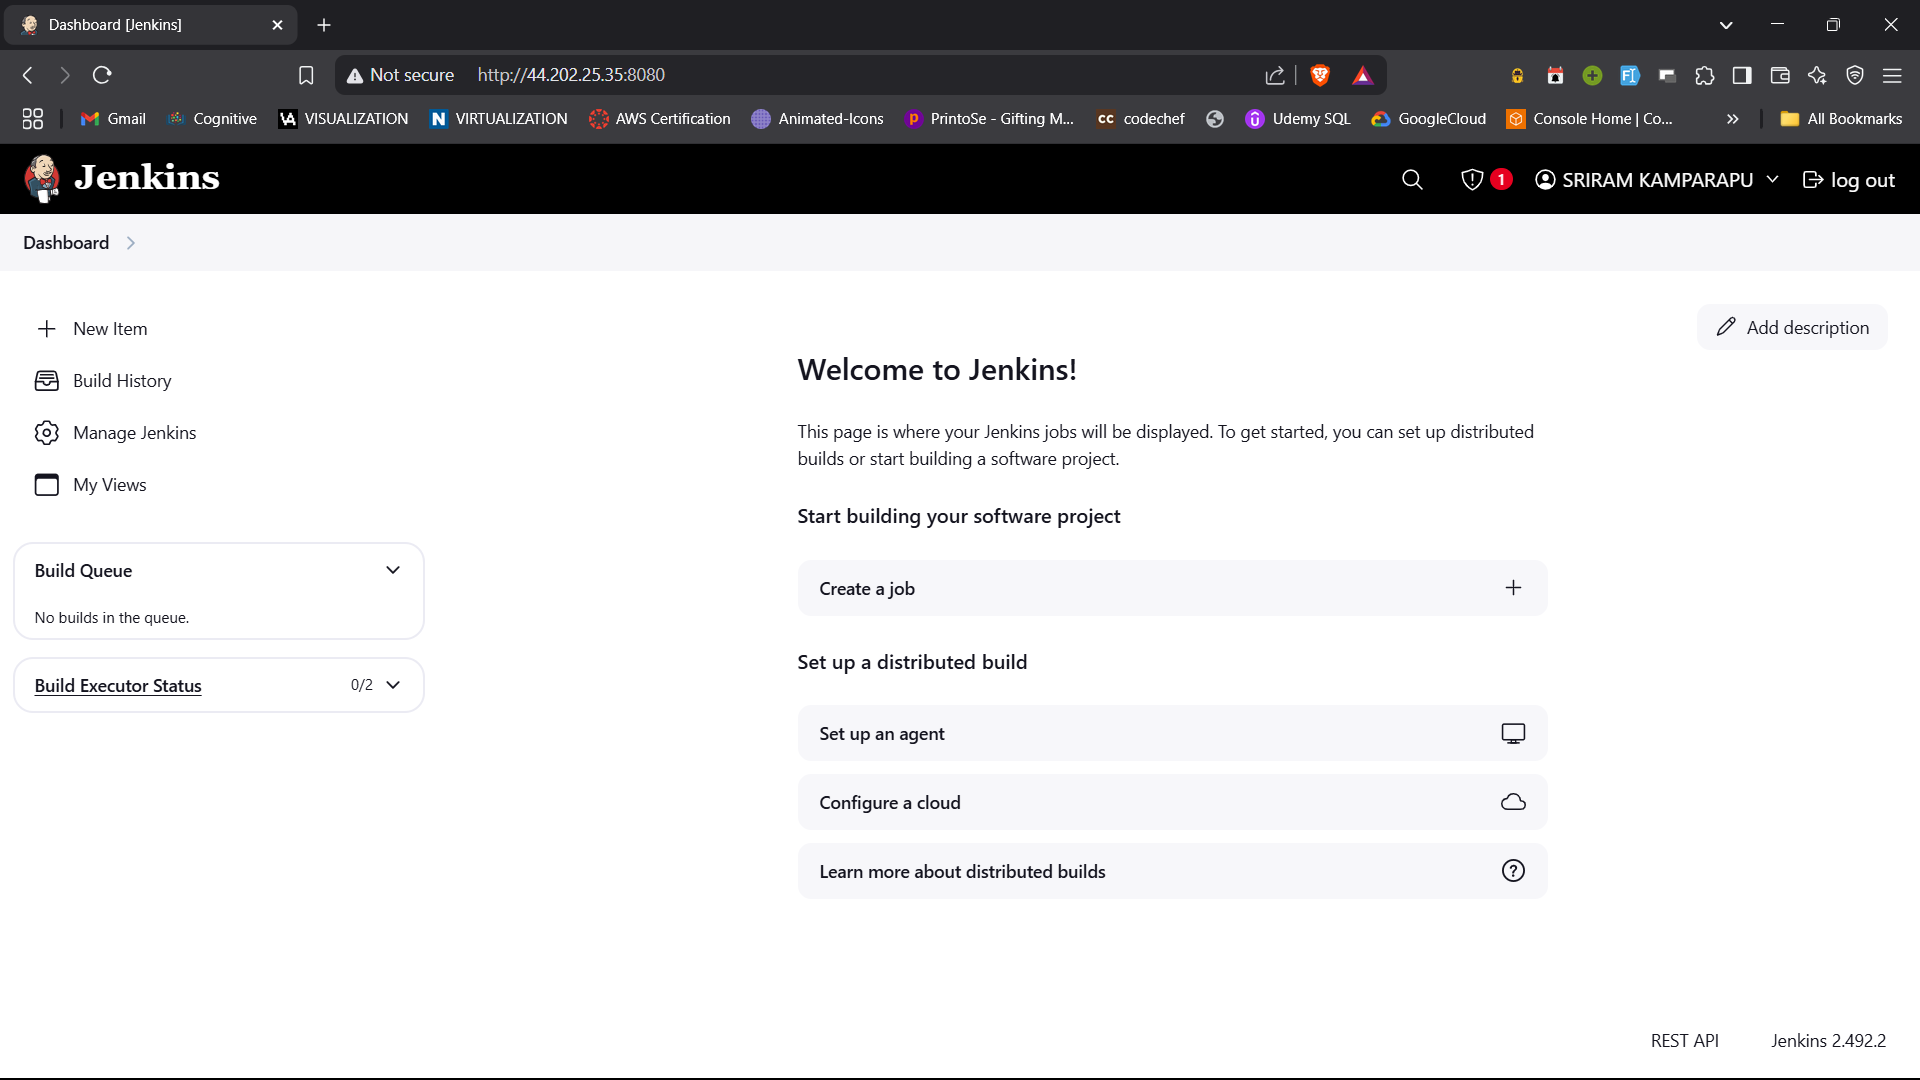 Dashboard [Jenkins]
Not secure http://44.202.25.35:8080
Gmail Cognitive VISUALIZATION VIRTUALIZATION AWS Certification Animated-Icons PrintoSe - Gifting M... codechef Udemy SQL GoogleCloud Console Home | Co... All Bookmarks
Jenkins 1 SRIRAM KAMPARAPU log out
Dashboard
New Item
Build History
Manage Jenkins
My Views
Build Queue
No builds in the queue.
Build Executor Status 0/2
Add description
Welcome to Jenkins!
This page is where your Jenkins jobs will be displayed. To get started, you can set up distributed
builds or start building a software project.
Start building your software project
Create a job
Set up a distributed build
Set up an agent
Configure a cloud
Learn more about distributed builds
REST API Jenkins 2.492.2